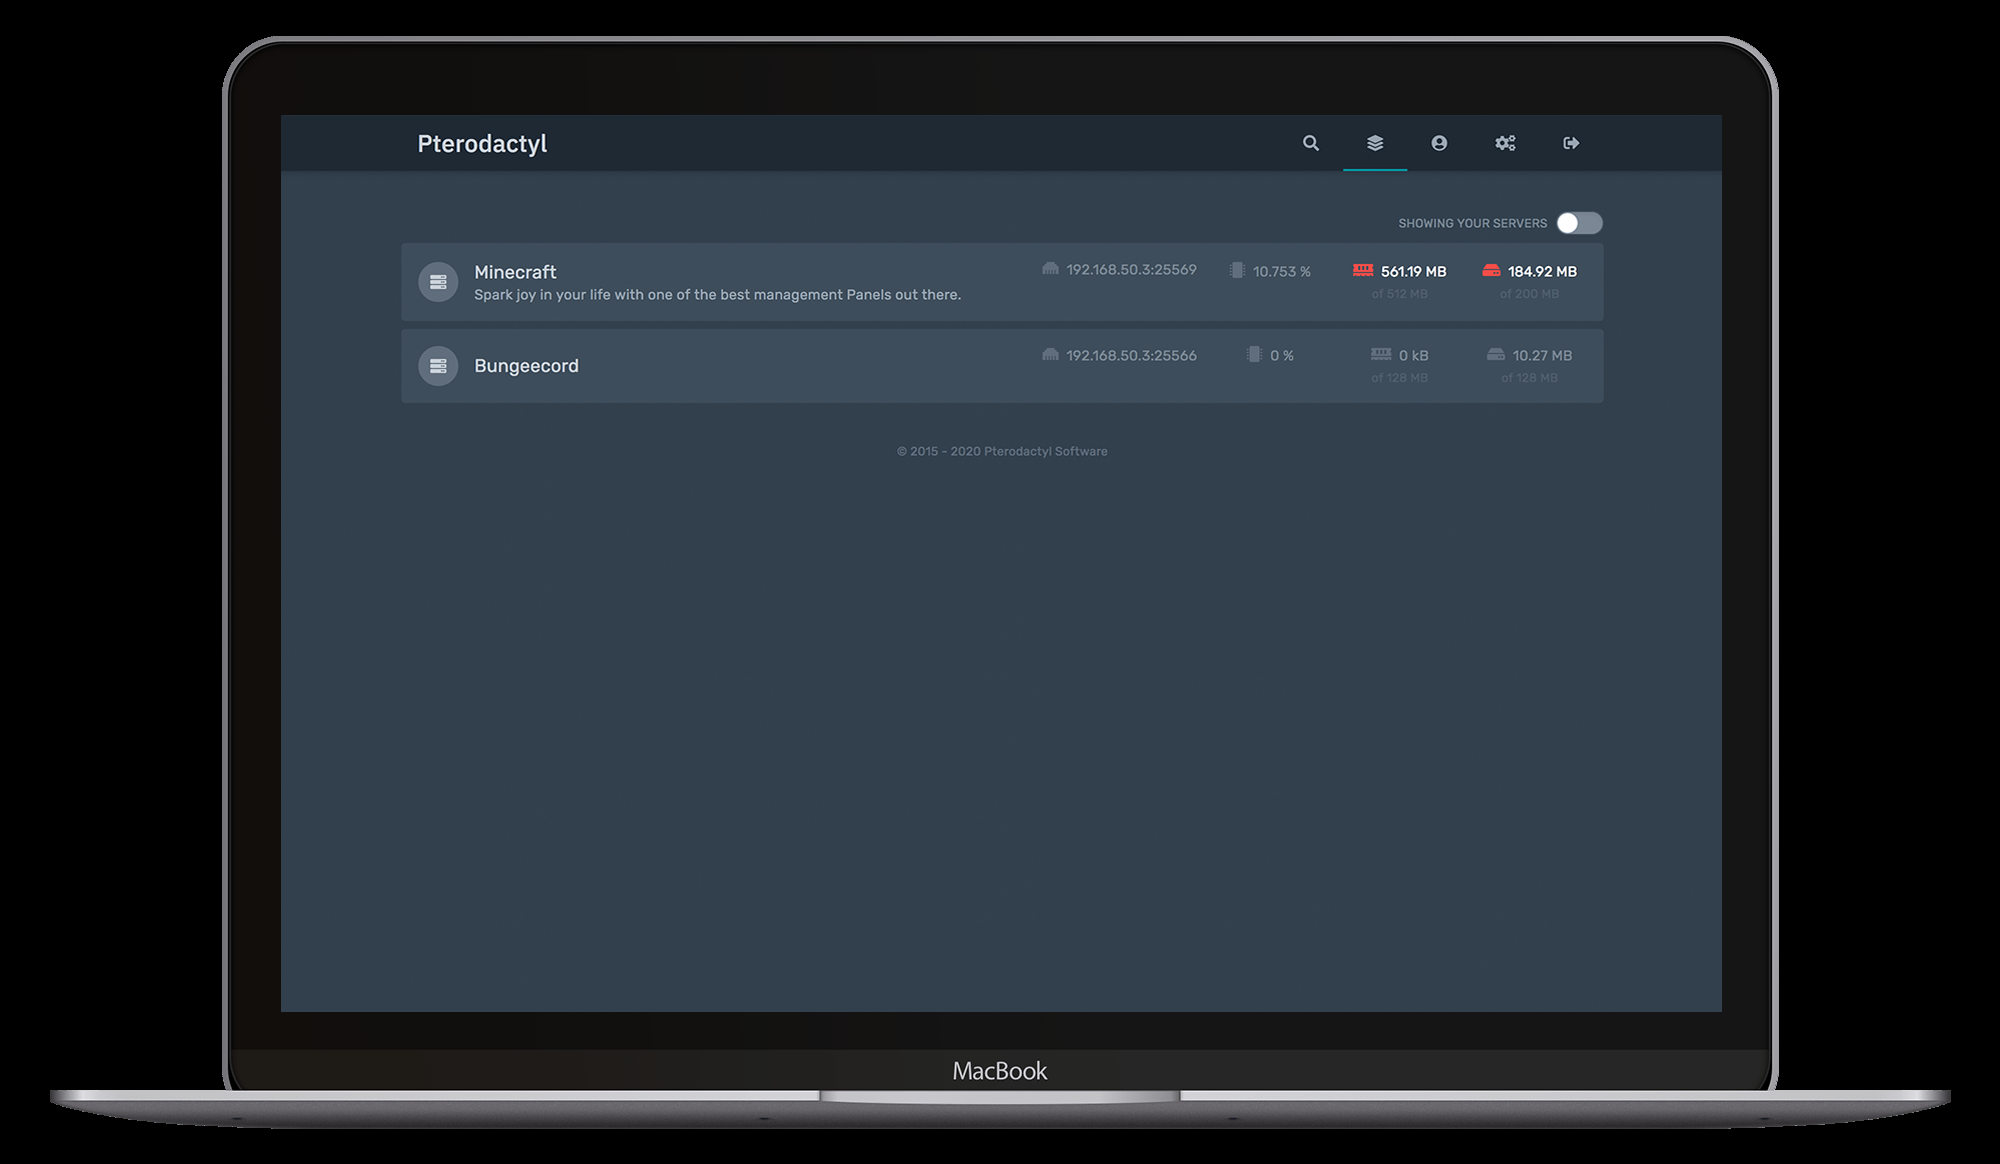 Pterodactyl
SHOWING YOUR SERVERS
Minecraft
Spark joy in your life with one of the best management Panels out there.
192.168.50.3:25569
10.753 %
561.19 MB
of 512 MB
184.92 MB
of 200 MB
Bungeecord
192.168.50.3:25566
0 %
0 kB
of 128 MB
10.27 MB
of 128 MB
© 2015 - 2020 Pterodactyl Software
MacBook